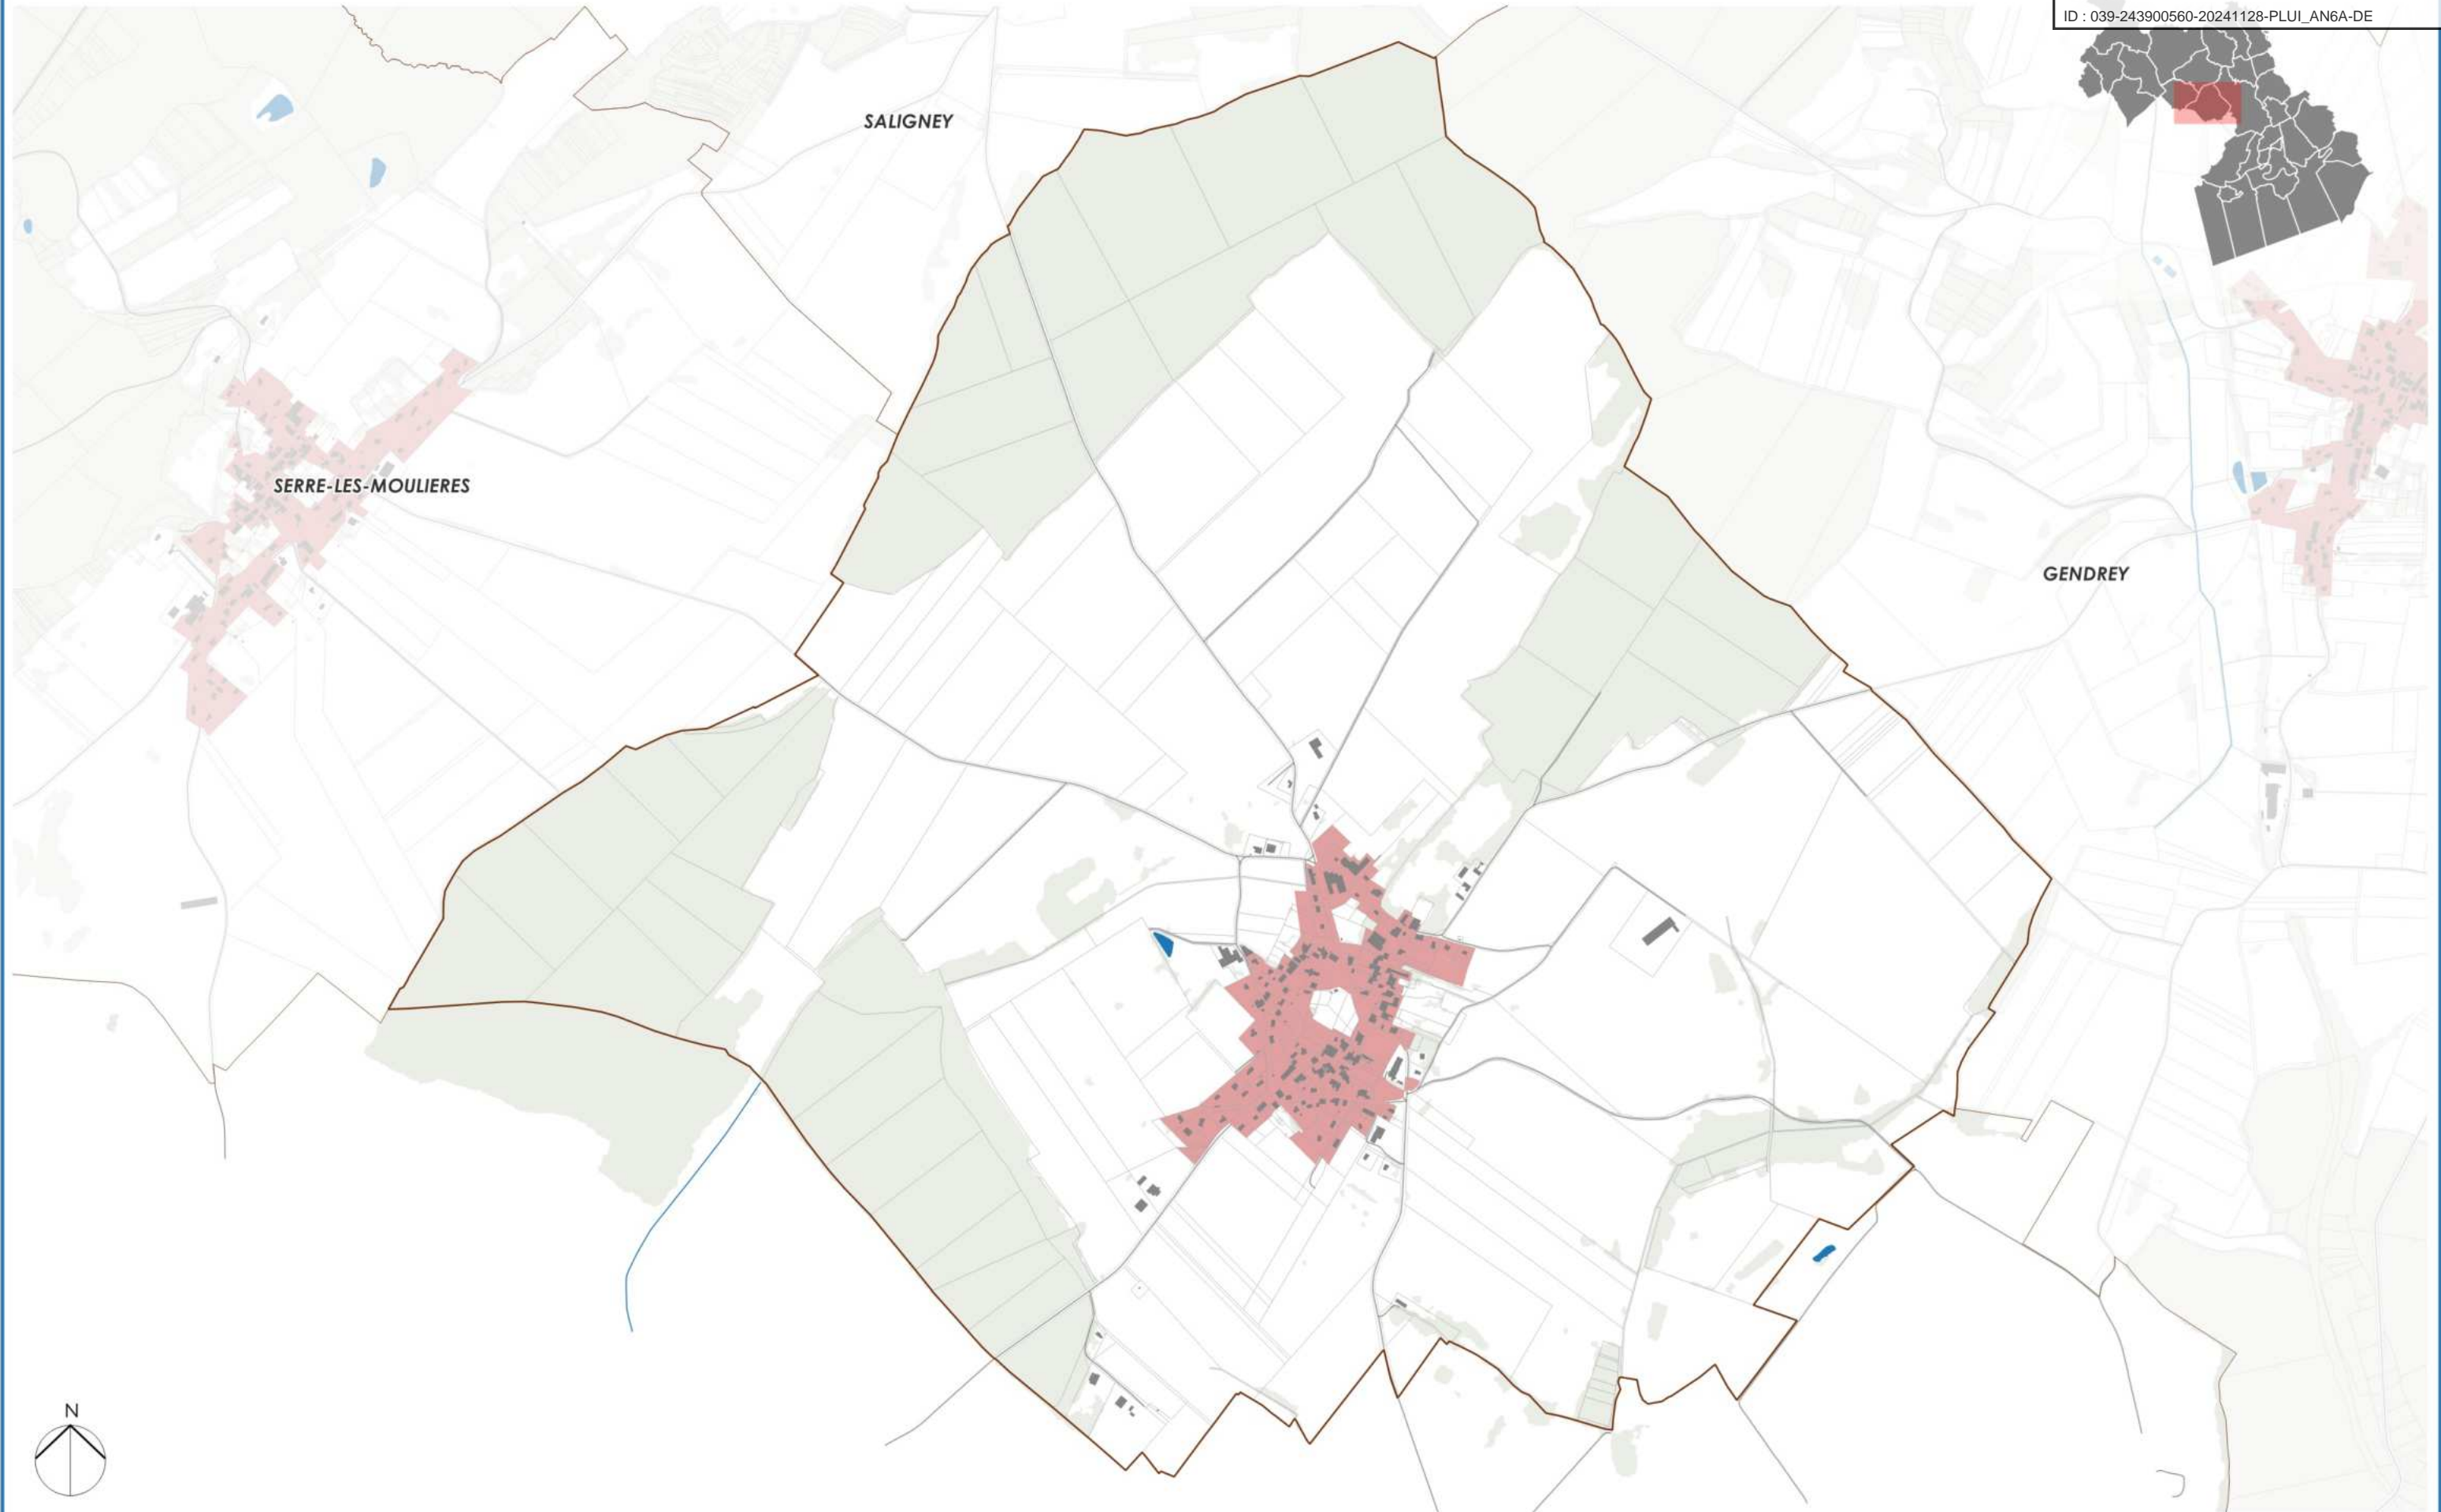 ID : 039-243900560-20241128-PLUI_AN6A-DE
SALIGNEY
SERRE-LES-MOULIERES
GENDREY
N